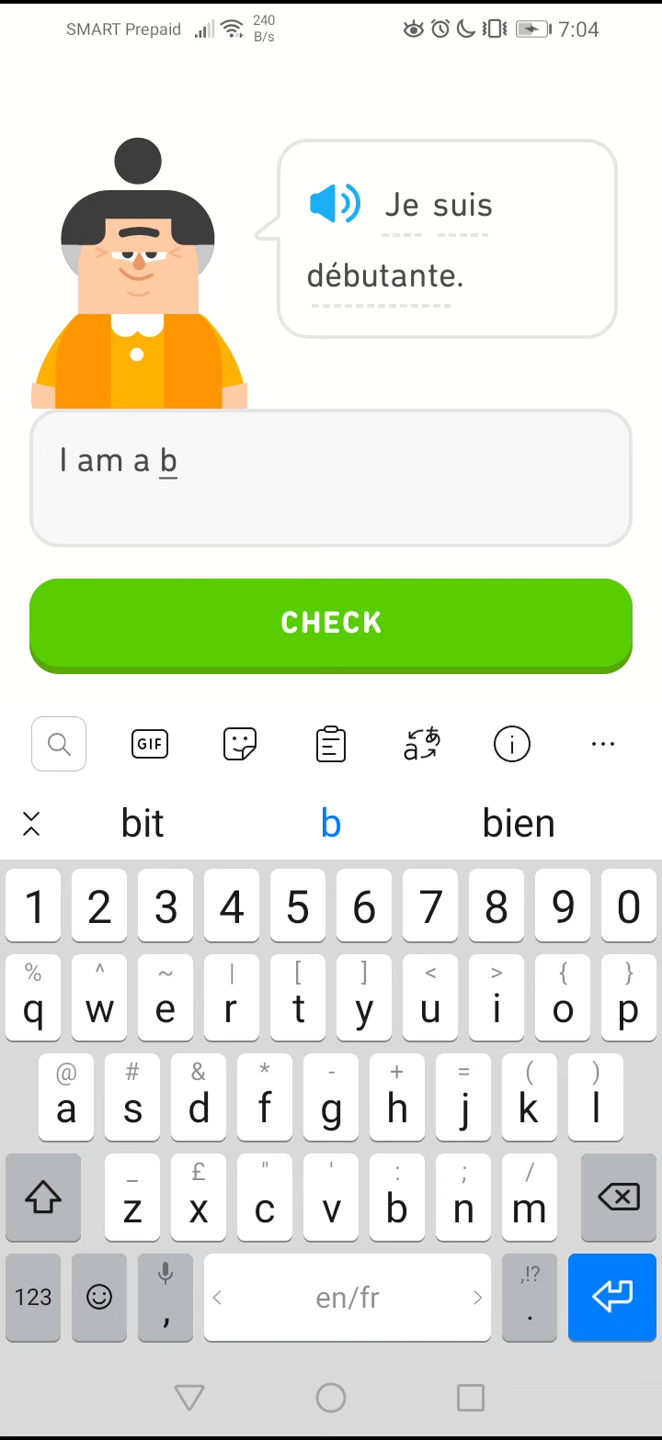 SMART Prepaid 240 B/s 7:04
Je suis
débutante.
I am a b
CHECK
GIF
bit b bien
1 2 3 4 5 6 7 8 9 0
% ^ ~ | [ ] < > { }
q w e r t y u i o p
@ # & * - + = ( )
a s d f g h j k l
_ £ " ' : ; /
z x c v b n m
123 , < en/fr > ,!? .